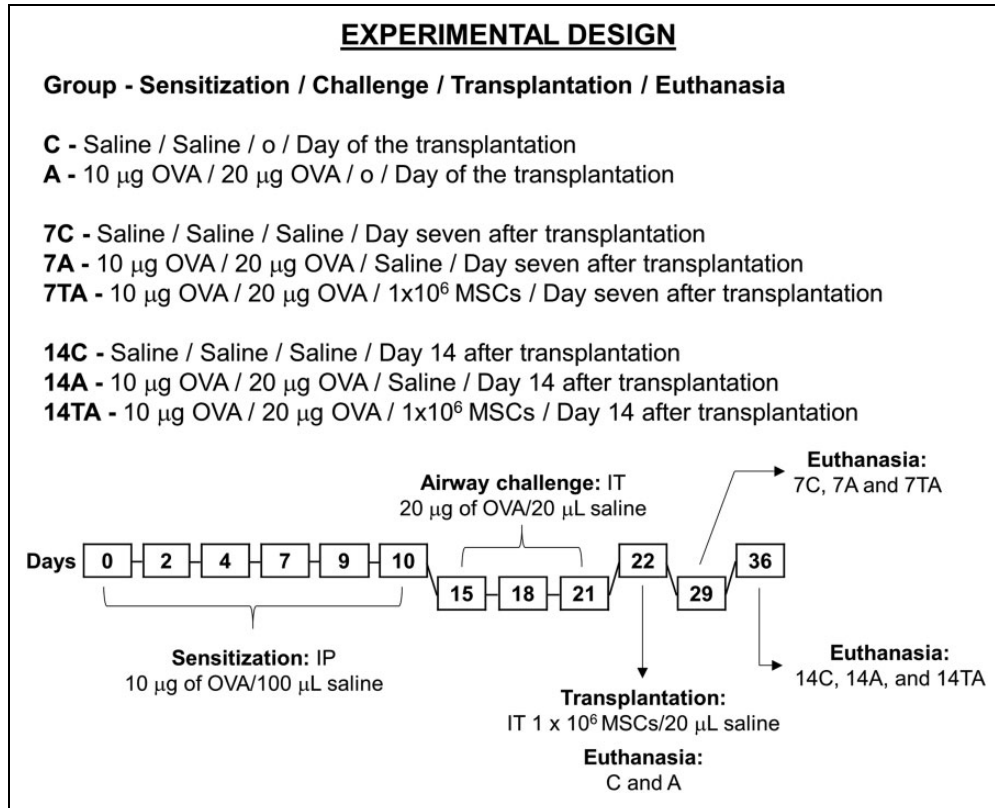 EXPERIMENTAL DESIGN
Group - Sensitization / Challenge / Transplantation / Euthanasia
C - Saline / Saline / o / Day of the transplantation
A - 10 μg OVA / 20 μg OVA / o / Day of the transplantation
7C - Saline / Saline / Saline / Day seven after transplantation
7A - 10 μg OVA / 20 μg OVA / Saline / Day seven after transplantation
7TA - 10 μg OVA / 20 μg OVA / 1x10⁶ MSCs / Day seven after transplantation
14C - Saline / Saline / Saline / Day 14 after transplantation
14A - 10 μg OVA / 20 μg OVA / Saline / Day 14 after transplantation
14TA - 10 μg OVA / 20 μg OVA / 1x10⁶ MSCs / Day 14 after transplantation
Airway challenge: IT
20 μg of OVA/20 μL saline
Euthanasia:
7C, 7A and 7TA
Days 0 2 4 7 9 10 15 18 21 22 29 36
Sensitization: IP
10 μg of OVA/100 μL saline
Transplantation:
IT 1 x 10⁶ MSCs/20 μL saline
Euthanasia:
C and A
Euthanasia:
14C, 14A, and 14TA